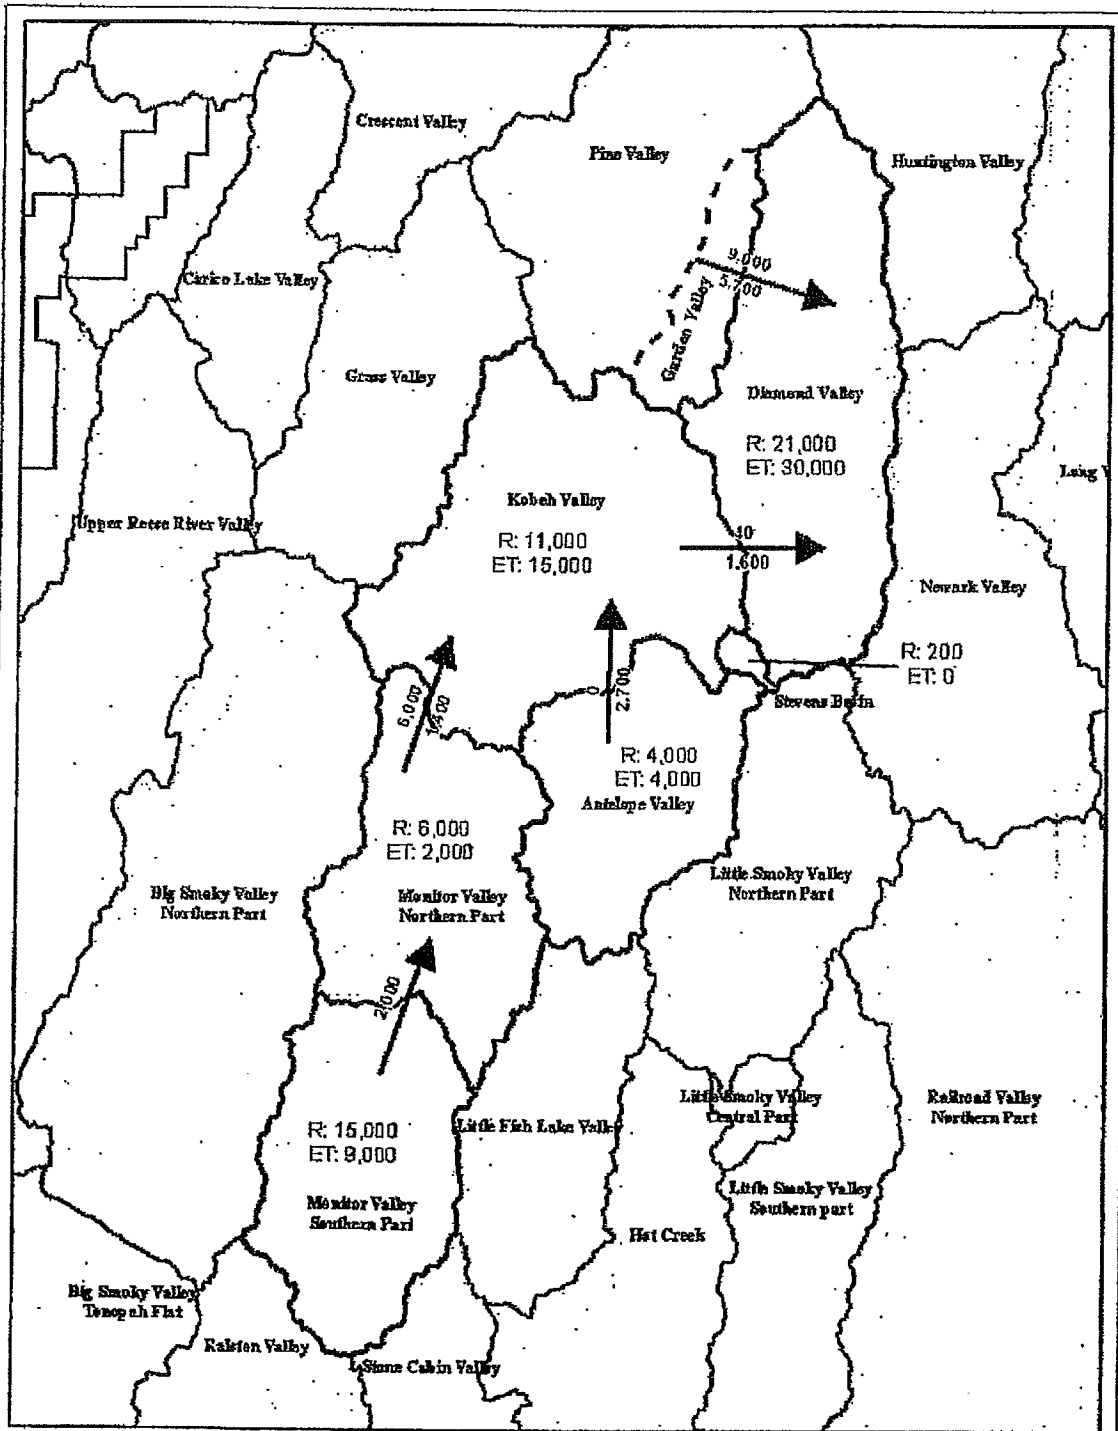 Crescent Valley
Pine Valley
Huntington Valley
Carico Lake Valley
9,000
5,700
Garden Valley
Grass Valley
Diamond Valley
R: 21,000
ET: 30,000
Long V
Kobeh Valley
Upper Reese River Valley
R: 11,000
ET: 15,000
40
1,600
Newark Valley
R: 200
ET: 0
Stevens Basin
6,000
0
2,700
R: 4,000
ET: 4,000
Antelope Valley
R: 6,000
ET: 2,000
Big Smoky Valley
Northern Part
Monitor Valley
Northern Part
Little Smoky Valley
Northern Part
2,000
Little Smoky Valley
Central Part
Railroad Valley
Northern Part
R: 15,000
ET: 9,000
Little Fish Lake Valley
Monitor Valley
Southern Part
Little Smoky Valley
Southern part
Hot Creek
Big Smoky Valley
Tonopah Flat
Ralston Valley
Stone Cabin Valley